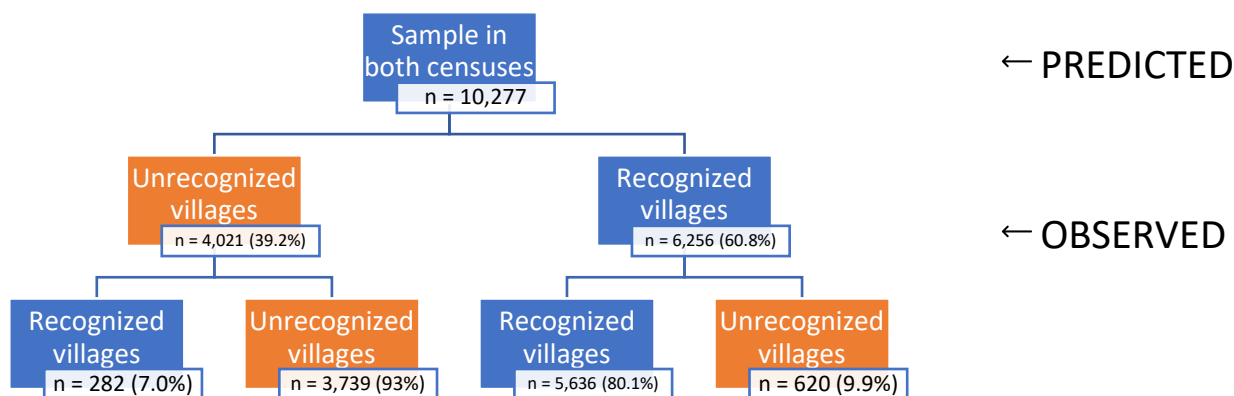 Sample in
both censuses
n = 10,277
← PREDICTED
Unrecognized
villages
n = 4,021 (39.2%)
Recognized
villages
n = 6,256 (60.8%)
← OBSERVED
Recognized
villages
n = 282 (7.0%)
Unrecognized
villages
n = 3,739 (93%)
Recognized
villages
n = 5,636 (80.1%)
Unrecognized
villages
n = 620 (9.9%)